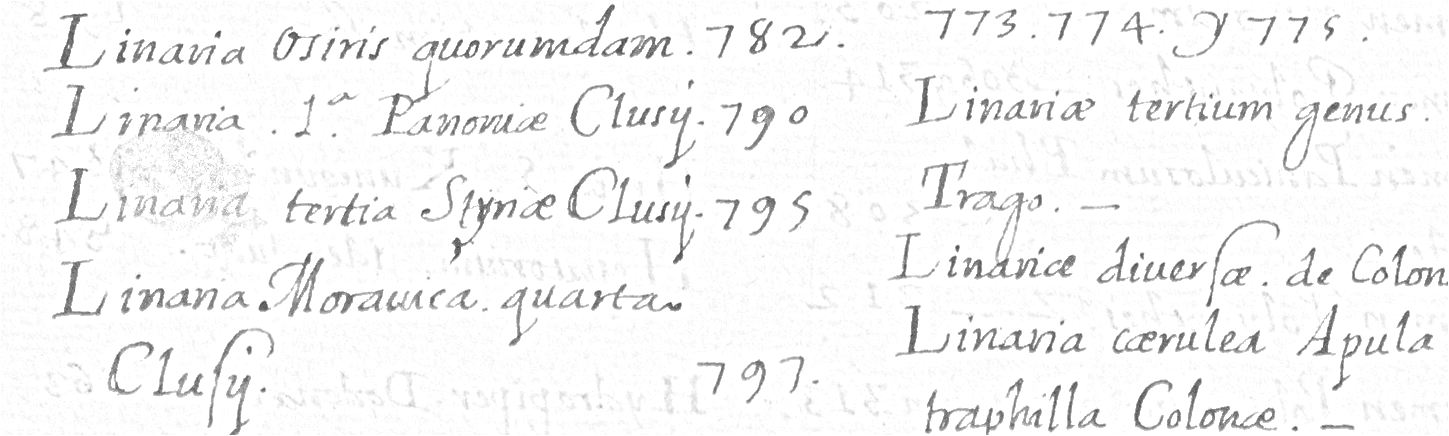 Linaria Osiris quorumdam. 782.
Linaria. 1.ª Panoniæ Clusij. 790
Linaria tertia Styriæ Clusij. 795
Linaria Morauica. quarta
Clusij. 797.
773. 774. y 775.
Linariæ tertium genus.
Trago. —
Linariæ diuersæ. de Colon
Linaria cærulea Apula
traphilla Colonæ. —